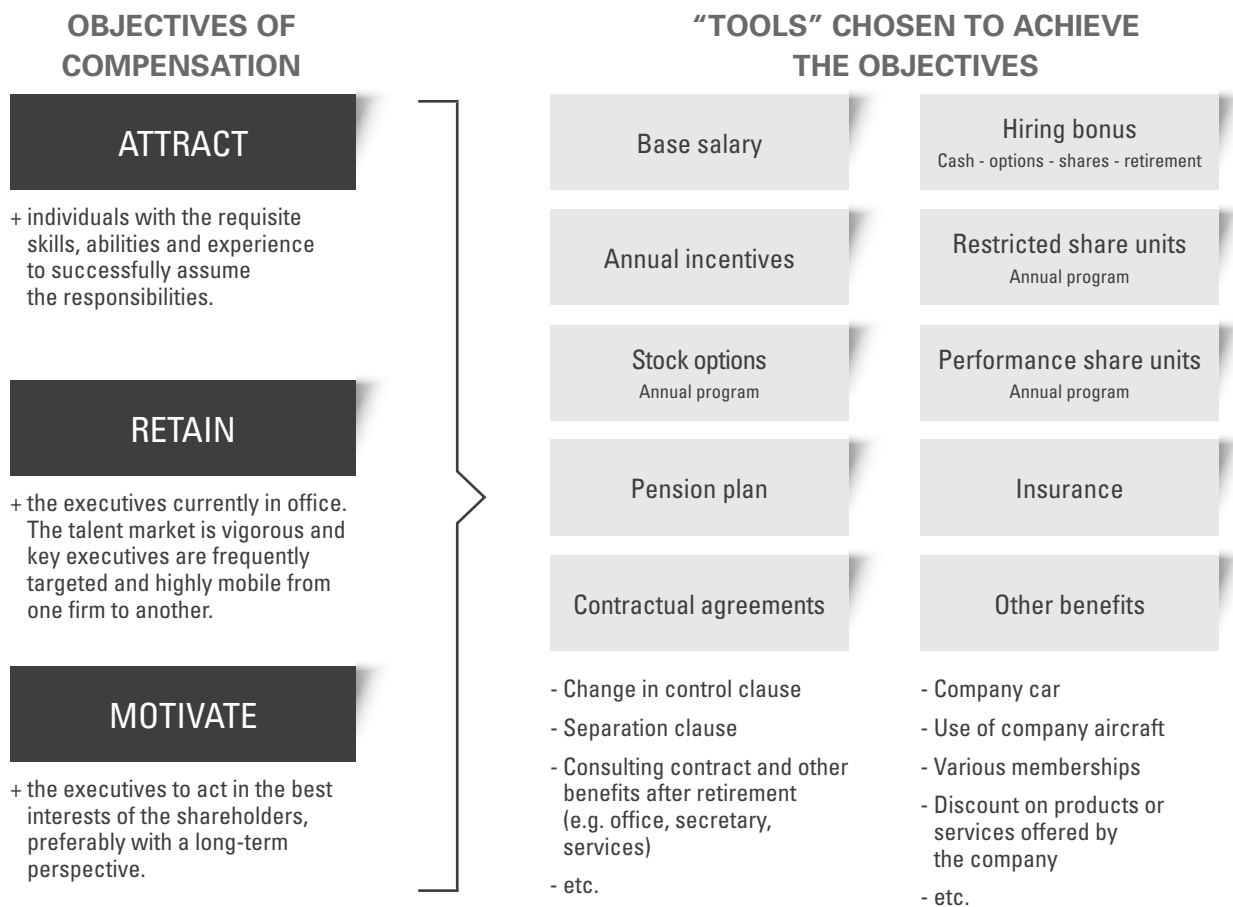 OBJECTIVES OF
COMPENSATION
ATTRACT
+ individuals with the requisite
skills, abilities and experience
to successfully assume
the responsibilities.
RETAIN
+ the executives currently in office.
The talent market is vigorous and
key executives are frequently
targeted and highly mobile from
one firm to another.
MOTIVATE
+ the executives to act in the best
interests of the shareholders,
preferably with a long-term
perspective.
“TOOLS” CHOSEN TO ACHIEVE
THE OBJECTIVES
Base salary
Hiring bonus
Cash - options - shares - retirement
Annual incentives
Restricted share units
Annual program
Stock options
Annual program
Performance share units
Annual program
Pension plan
Insurance
Contractual agreements
- Change in control clause
- Separation clause
- Consulting contract and other
benefits after retirement
(e.g. office, secretary,
services)
- etc.
Other benefits
- Company car
- Use of company aircraft
- Various memberships
- Discount on products or
services offered by
the company
- etc.